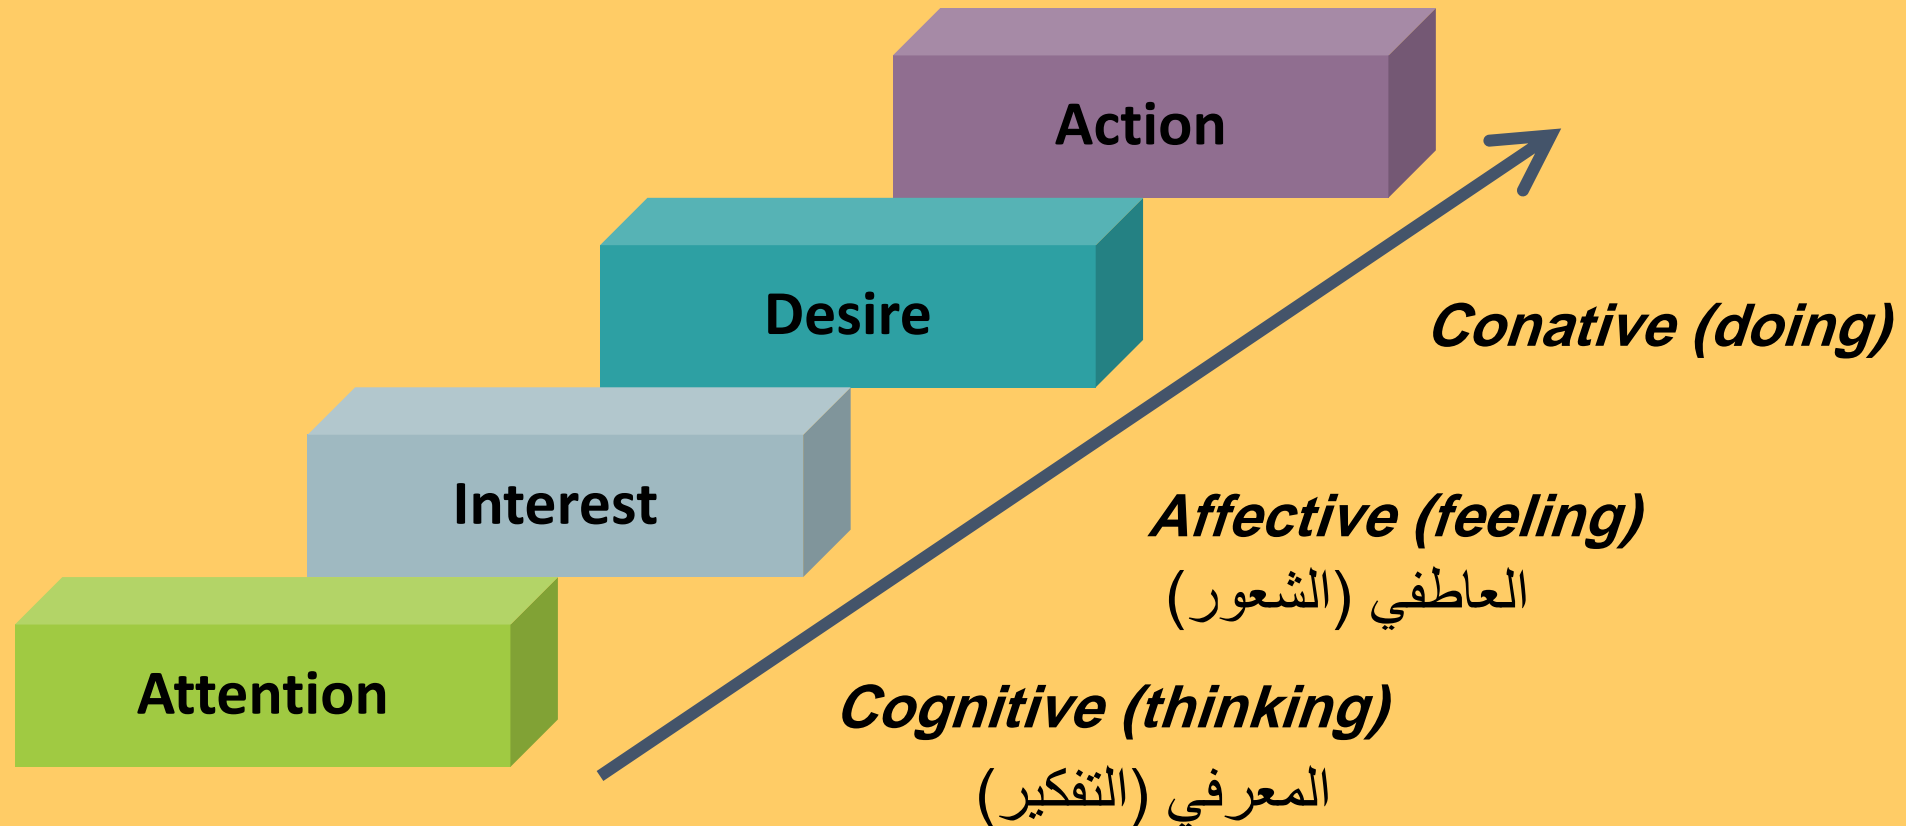 Action
Desire
Conative (doing)
Interest
Affective (feeling)
العاطفي (الشعور)
Attention
Cognitive (thinking)
المعرفي (التفكير)